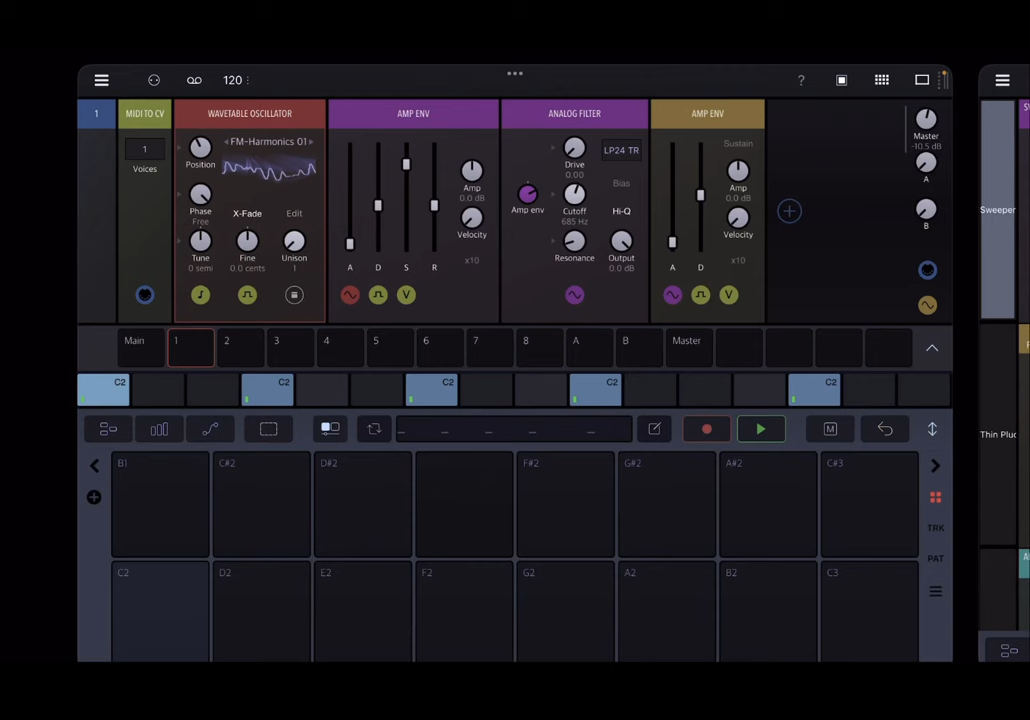 120
?
1
MIDI TO CV
WAVETABLE OSCILLATOR
AMP ENV
ANALOG FILTER
AMP ENV
1
Voices
Position
FM-Harmonics 01
Phase
Free
X-Fade
Edit
Tune
0 semi
Fine
0.0 cents
Unison
1
A
D
S
R
Amp
0.0 dB
Velocity
x10
V
Amp env
Drive
0.00
Cutoff
685 Hz
Resonance
LP24 TR
Bias
Hi-Q
Output
0.0 dB
A
D
Sustain
Amp
0.0 dB
Velocity
x10
V
Master
-10.5 dB
A
B
Sweeper
Main
1
2
3
4
5
6
7
8
A
B
Master
C2
C2
C2
C2
C2
M
B1
C#2
D#2
F#2
G#2
A#2
C#3
TRK
PAT
C2
D2
E2
F2
G2
A2
B2
C3
Thin Pluc